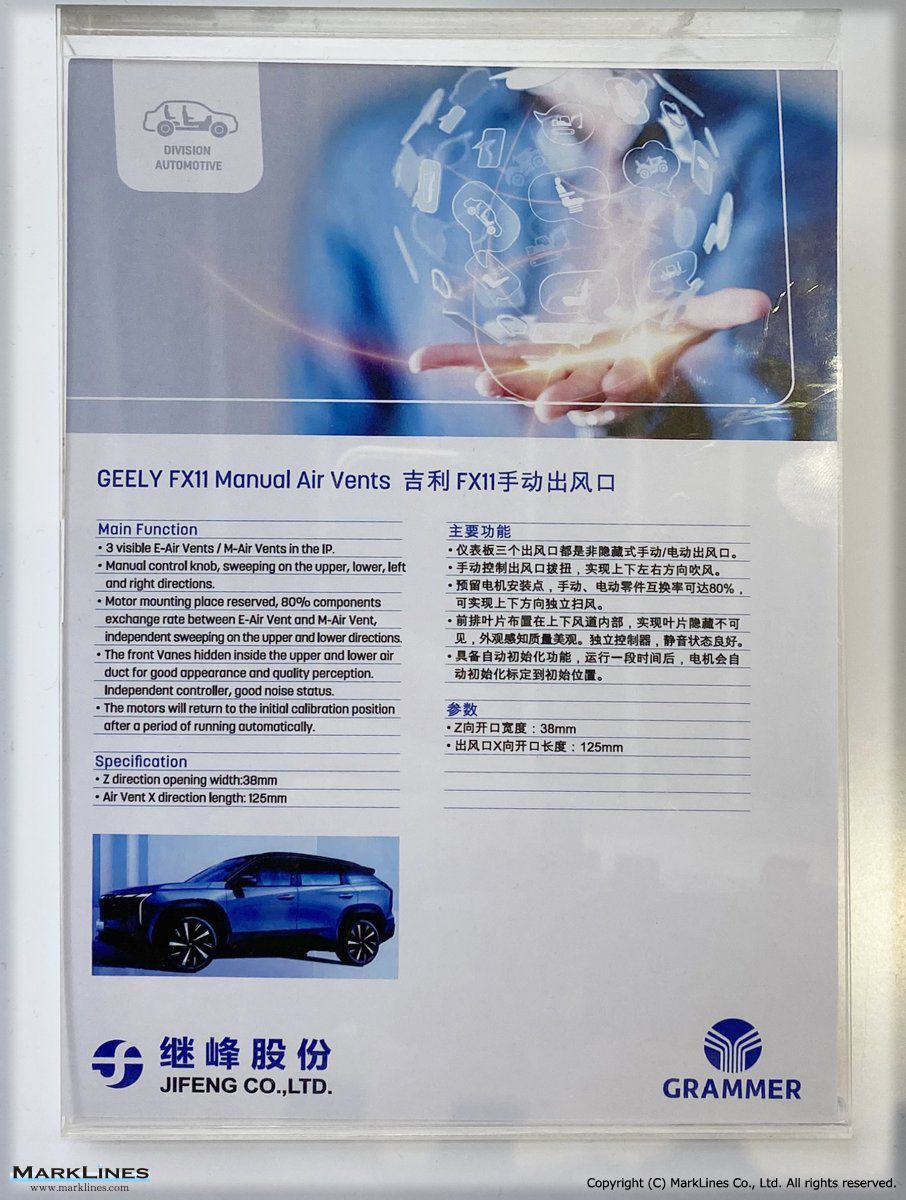 DIVISION
AUTOMOTIVE
GEELY FX11 Manual Air Vents 吉利 FX11手动出风口
Main Function
• 3 visible E-Air Vents / M-Air Vents in the IP.
• Manual control knob, sweeping on the upper, lower, left
and right directions.
• Motor mounting place reserved, 80% components
exchange rate between E-Air Vent and M-Air Vent,
independent sweeping on the upper and lower directions.
• The front Vanes hidden inside the upper and lower air
duct for good appearance and quality perception.
Independent controller, good noise status.
• The motors will return to the initial calibration position
after a period of running automatically.
Specification
• Z direction opening width:38mm
• Air Vent X direction length: 125mm
主要功能
• 仪表板三个出风口都是非隐藏式手动/电动出风口。
• 手动控制出风口拨扭，实现上下左右方向吹风。
• 预留电机安装点，手动、电动零件互换率可达80%，
可实现上下方向独立扫风。
• 前排叶片布置在上下风道内部，实现叶片隐藏不可
见，外观感知质量美观。独立控制器，静音状态良好。
• 具备自动初始化功能，运行一段时间后，电机会自
动初始化标定到初始位置。
参数
• Z向开口宽度：38mm
• 出风口X向开口长度：125mm
继峰股份
JIFENG CO.,LTD.
GRAMMER
MARKLINES
www.marklines.com
Copyright (C) MarkLines Co., Ltd. All rights reserved.